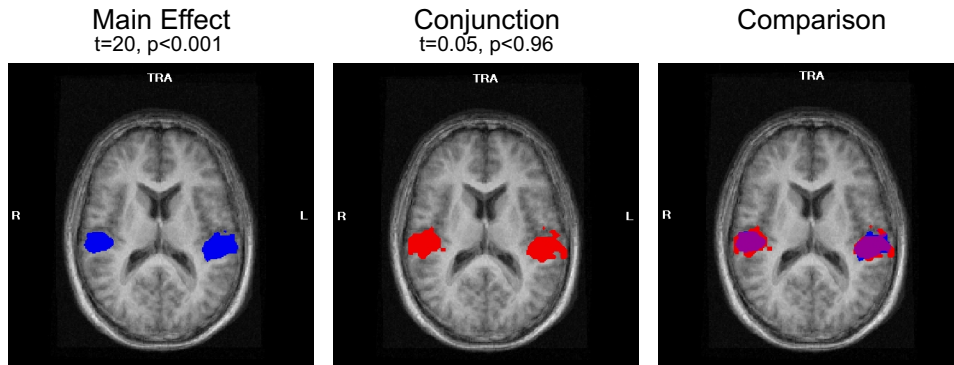 Main Effect
t=20, p<0.001
Conjunction
t=0.05, p<0.96
Comparison
TRA
TRA
TRA
R
L
R
L
R